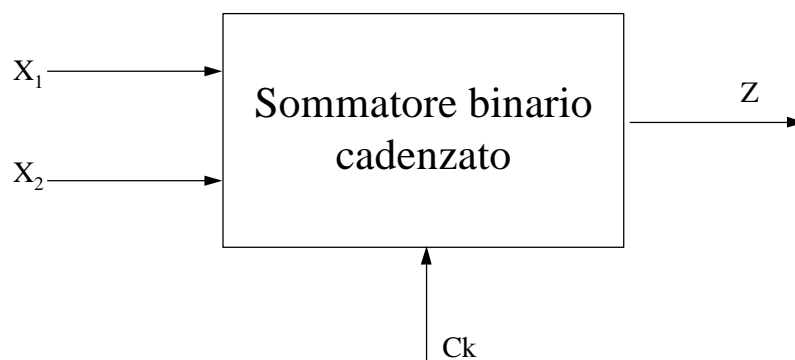 X1
Sommatore binario
cadenzato
Z
X2
Ck